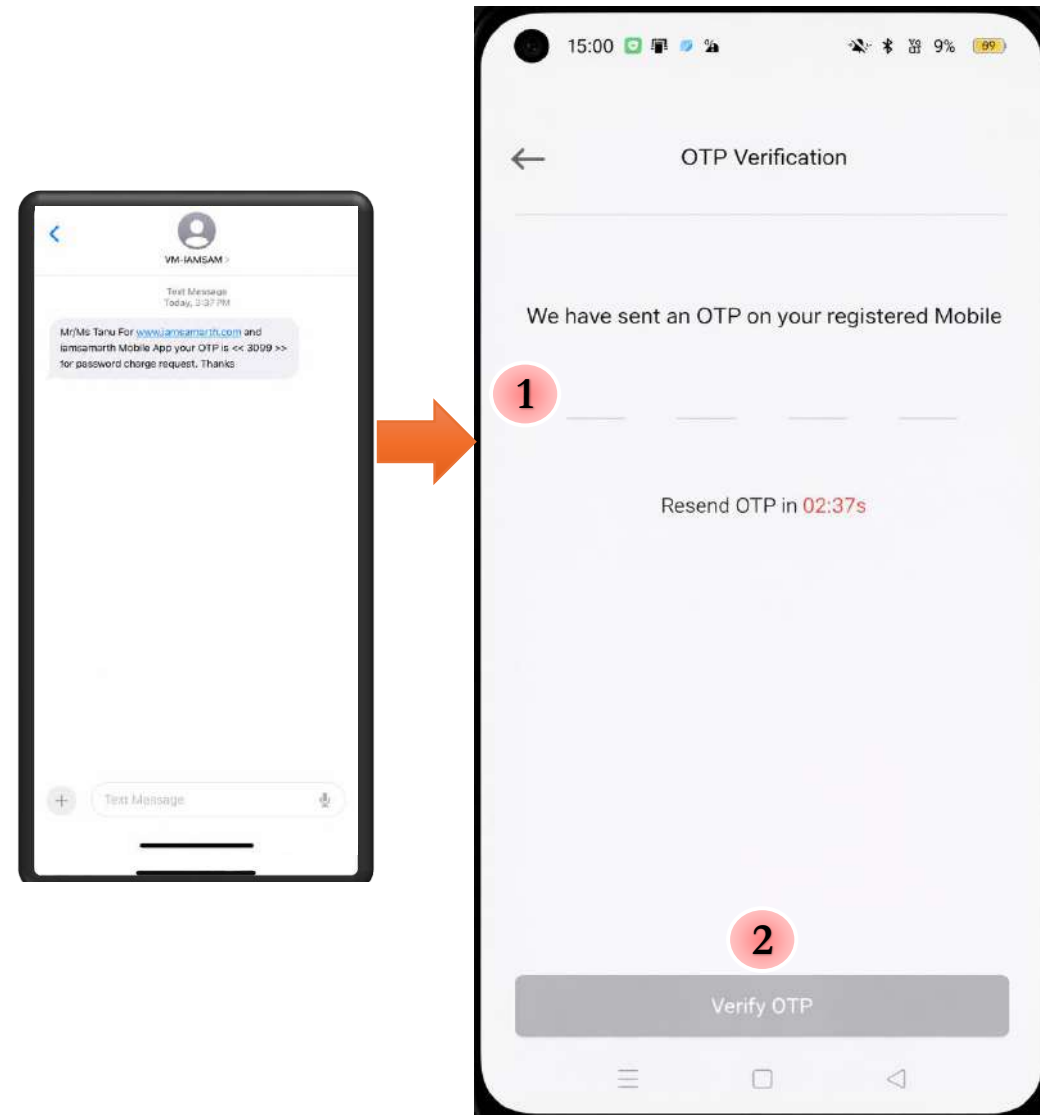 VM-IAMSAM >
Text Message
Today, 3:37 PM
Mr/Ms Tanu For www.iamsamarth.com and
iamsamarth Mobile App your OTP is << 3099 >>
for password charge request. Thanks
Text Message
15:00
9%
OTP Verification
We have sent an OTP on your registered Mobile
1
Resend OTP in 02:37s
2
Verify OTP